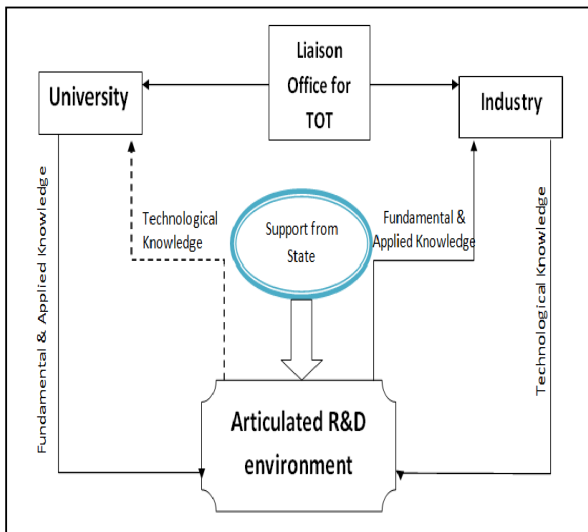 Liaison
Office for
TOT
University
Industry
Technological
Knowledge
Support from
State
Fundamental &
Applied Knowledge
Fundamental & Applied Knowledge
Technological Knowledge
Articulated R&D
environment